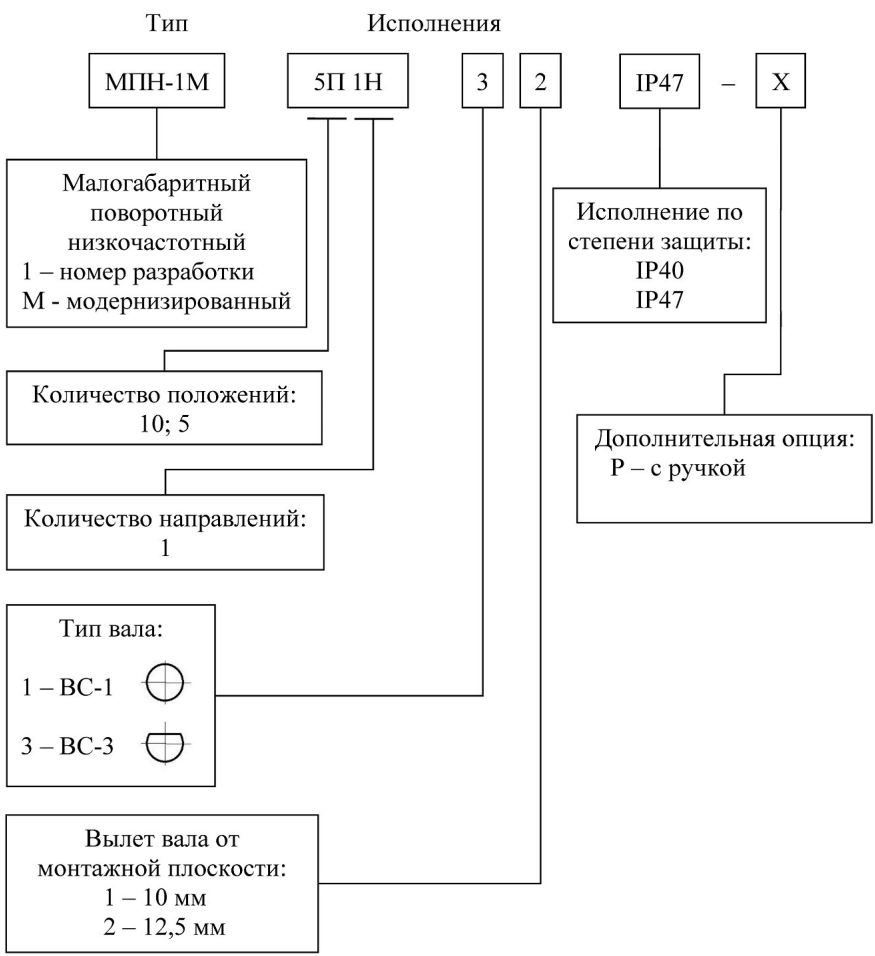 Тип Исполнения
МПН-1М 5П 1Н 3 2 IP47 – X
Малогабаритный
поворотный
низкочастотный
1 – номер разработки
М - модернизированный
Исполнение по
степени защиты:
IP40
IP47
Количество положений:
10; 5
Дополнительная опция:
Р – с ручкой
Количество направлений:
1
Тип вала:
1 – ВС-1
3 – ВС-3
Вылет вала от
монтажной плоскости:
1 – 10 мм
2 – 12,5 мм